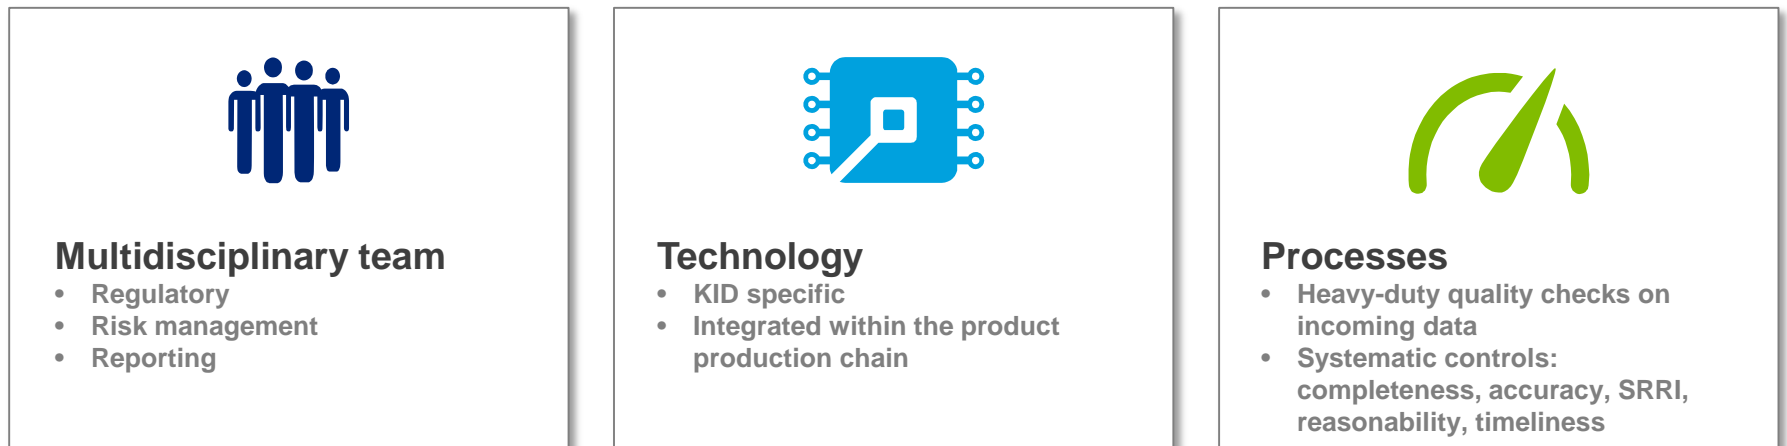 Multidisciplinary team
• Regulatory
• Risk management
• Reporting
Technology
• KID specific
• Integrated within the product
production chain
Processes
• Heavy-duty quality checks on
incoming data
• Systematic controls:
completeness, accuracy, SRRI,
reasonability, timeliness